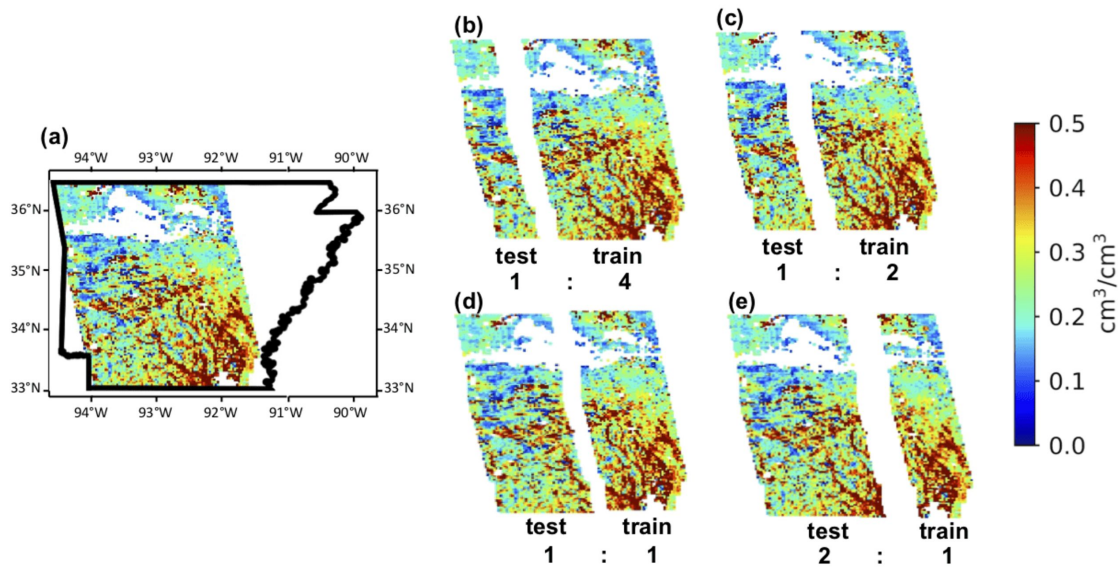 (a)
94°W 93°W 92°W 91°W 90°W
36°N 36°N
35°N 35°N
34°N 34°N
33°N 33°N
94°W 93°W 92°W 91°W 90°W
(b)
test train
1 : 4
(c)
test train
1 : 2
(d)
test train
1 : 1
(e)
test train
2 : 1
0.5
0.4
0.3
0.2
0.1
0.0
cm³/cm³